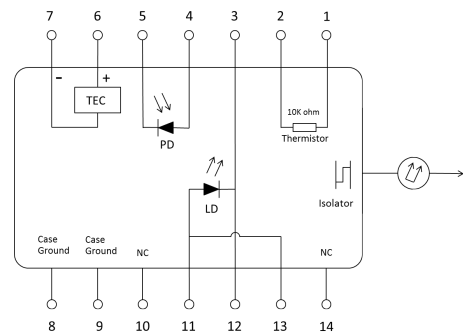 7 6 5 4 3 2 1
- +
TEC
10K ohm
PD
Thermistor
LD
Isolator
Case Ground
Case Ground
NC
NC
8 9 10 11 12 13 14